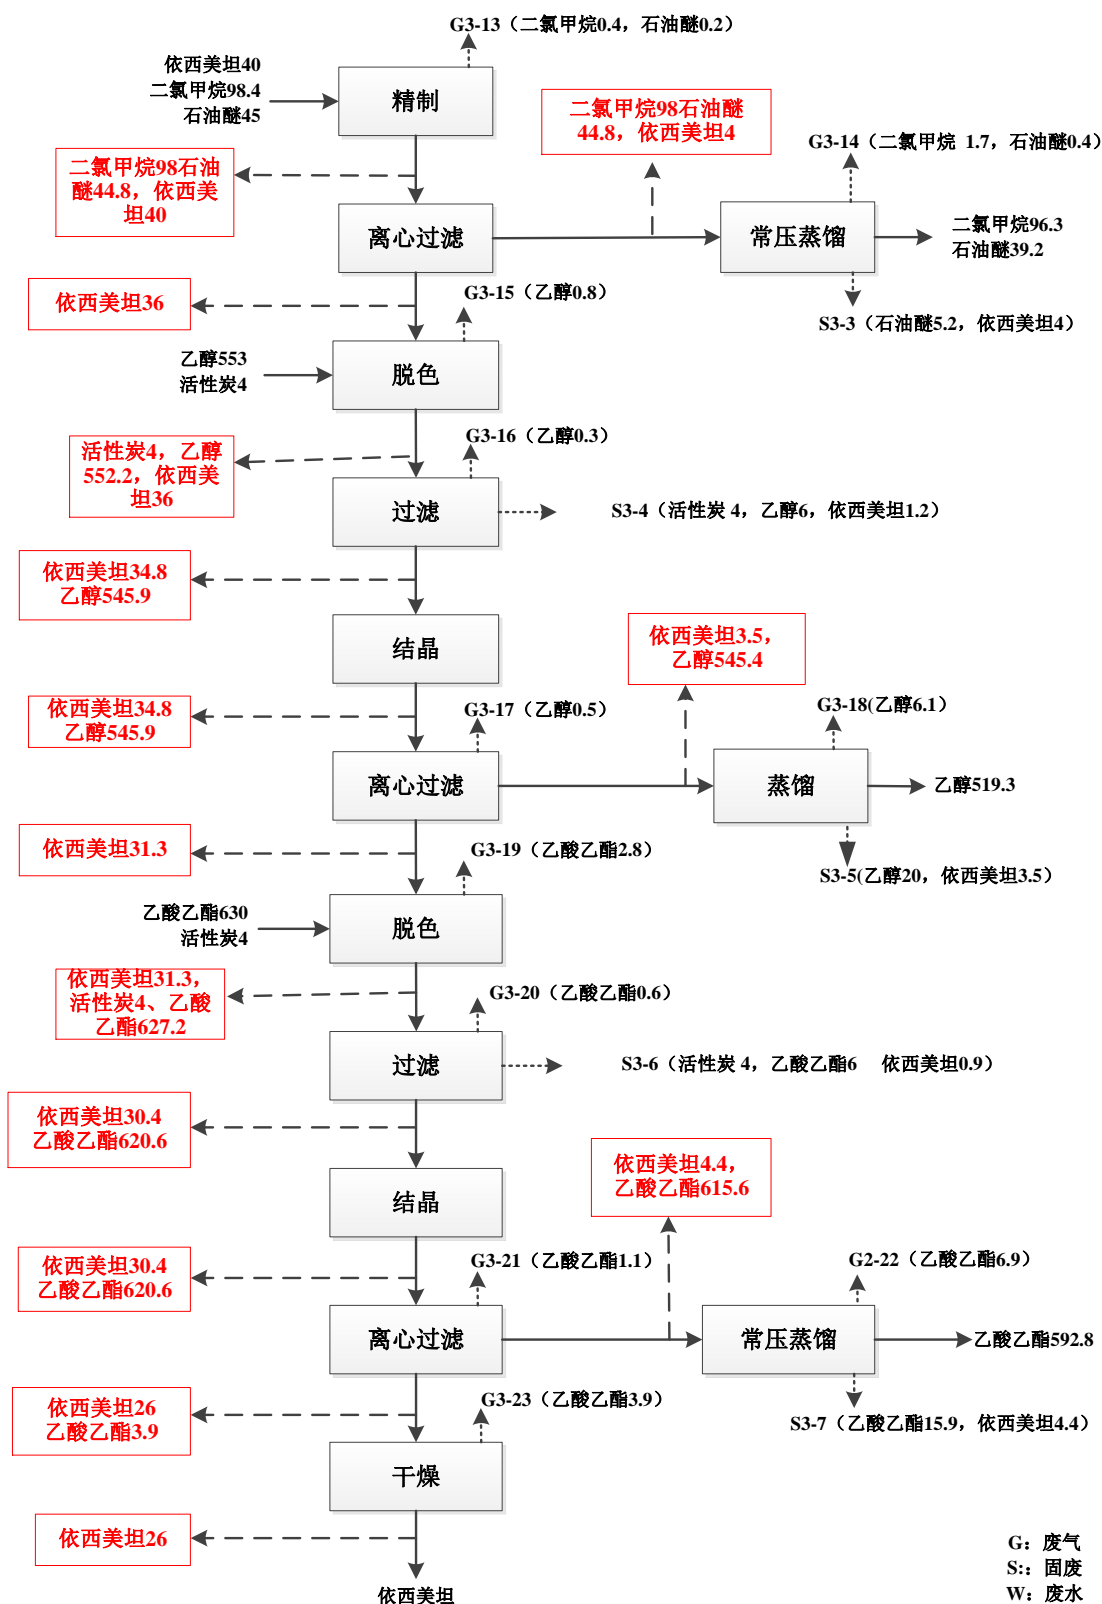 G3-13（二氯甲烷0.4，石油醚0.2）
依西美坦40
二氯甲烷98.4
石油醚45
精制
二氯甲烷98石油醚
44.8，依西美坦4
G3-14（二氯甲烷 1.7，石油醚0.4）
二氯甲烷98石油
醚44.8，依西美
坦40
离心过滤
常压蒸馏
二氯甲烷96.3
石油醚39.2
依西美坦36
G3-15（乙醇0.8）
S3-3（石油醚5.2，依西美坦4）
乙醇553
活性炭4
脱色
活性炭4，乙醇
552.2，依西美
坦36
G3-16（乙醇0.3）
过滤
S3-4（活性炭 4，乙醇6，依西美坦1.2）
依西美坦34.8
乙醇545.9
结晶
依西美坦3.5，
乙醇545.4
依西美坦34.8
乙醇545.9
G3-17（乙醇0.5）
G3-18(乙醇6.1）
离心过滤
蒸馏
乙醇519.3
依西美坦31.3
G3-19（乙酸乙酯2.8）
S3-5(乙醇20，依西美坦3.5）
乙酸乙酯630
活性炭4
脱色
依西美坦31.3，
活性炭4、乙酸
乙酯627.2
G3-20（乙酸乙酯0.6）
过滤
S3-6（活性炭 4，乙酸乙酯6 依西美坦0.9）
依西美坦30.4
乙酸乙酯620.6
结晶
依西美坦4.4，
乙酸乙酯615.6
依西美坦30.4
乙酸乙酯620.6
G3-21（乙酸乙酯1.1）
G2-22（乙酸乙酯6.9）
离心过滤
常压蒸馏
乙酸乙酯592.8
依西美坦26
乙酸乙酯3.9
G3-23（乙酸乙酯3.9）
S3-7（乙酸乙酯15.9，依西美坦4.4）
干燥
依西美坦26
依西美坦
G：废气
S:：固废
W：废水